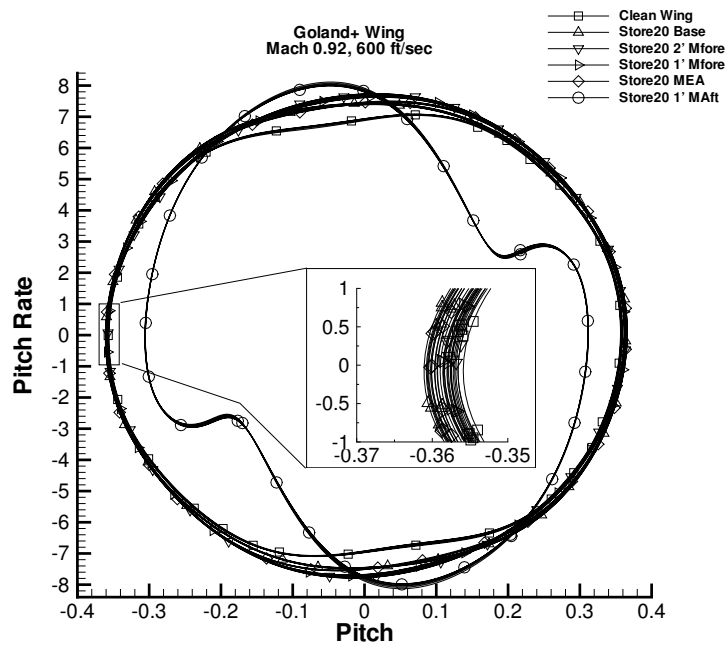 Goland+ Wing
Mach 0.92, 600 ft/sec
Clean Wing
Store20 Base
Store20 2' Mfore
Store20 1' Mfore
Store20 MEA
Store20 1' MAft
Pitch Rate
8
7
6
5
4
3
2
1
0
-1
-2
-3
-4
-5
-6
-7
-8
1
0.5
0
-0.5
-1
-0.37 -0.36 -0.35
-0.4 -0.3 -0.2 -0.1 0 0.1 0.2 0.3 0.4
Pitch